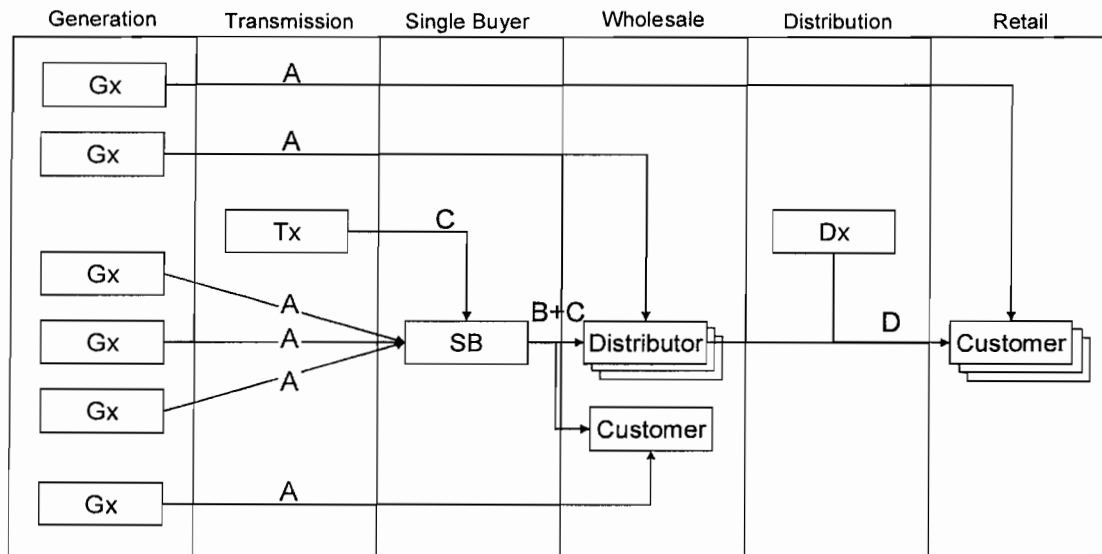 Generation Transmission Single Buyer Wholesale Distribution Retail
Gx A
Gx A
Tx C Dx
Gx A
B+C
Gx A SB Distributor D Customer
A
Gx Customer
Gx A